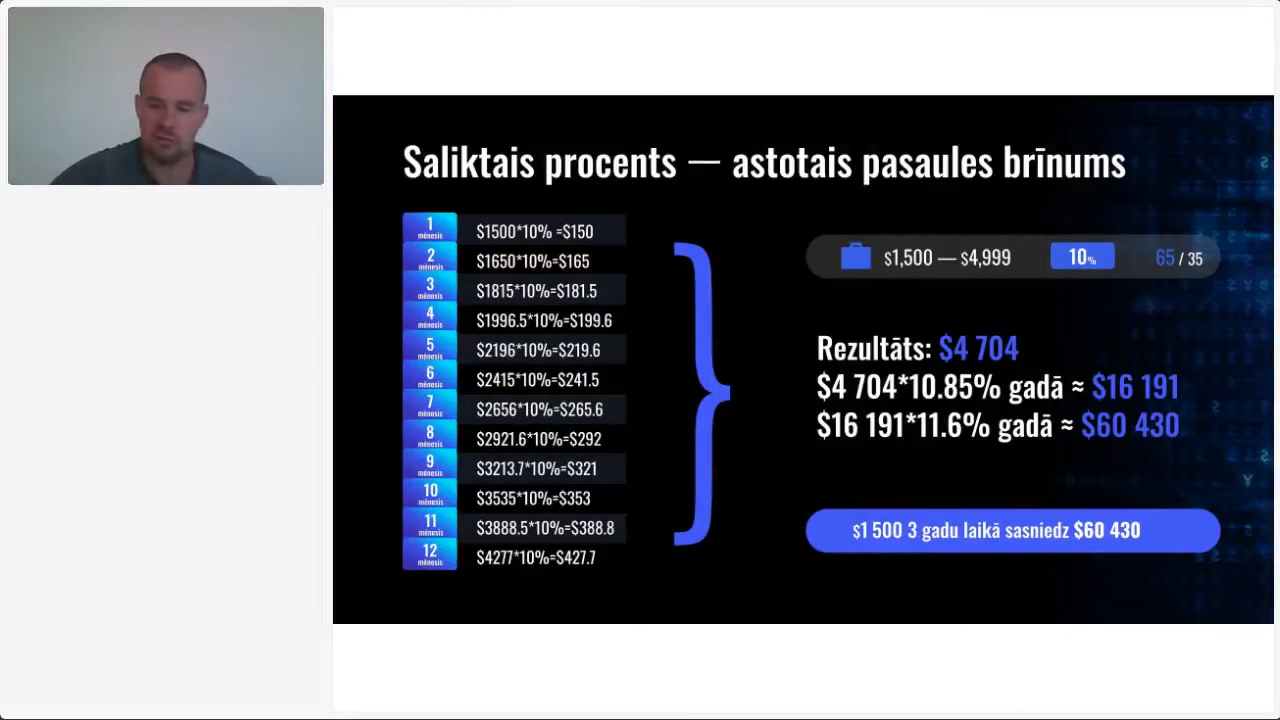 Saliktais procents — astotais pasaules brīnums
1
mēnesis
$1500*10% =$150
2
mēnesis
$1650*10%=$165
3
mēnesis
$1815*10%=$181.5
4
mēnesis
$1996.5*10%=$199.6
5
mēnesis
$2196*10%=$219.6
6
mēnesis
$2415*10%=$241.5
7
mēnesis
$2656*10%=$265.6
8
mēnesis
$2921.6*10%=$292
9
mēnesis
$3213.7*10%=$321
10
mēnesis
$3535*10%=$353
11
mēnesis
$3888.5*10%=$388.8
12
mēnesis
$4277*10%=$427.7
$1,500 — $4,999 10% 65 / 35
Rezultāts: $4 704
$4 704*10.85% gadā ≈ $16 191
$16 191*11.6% gadā ≈ $60 430
$1 500 3 gadu laikā sasniedz $60 430